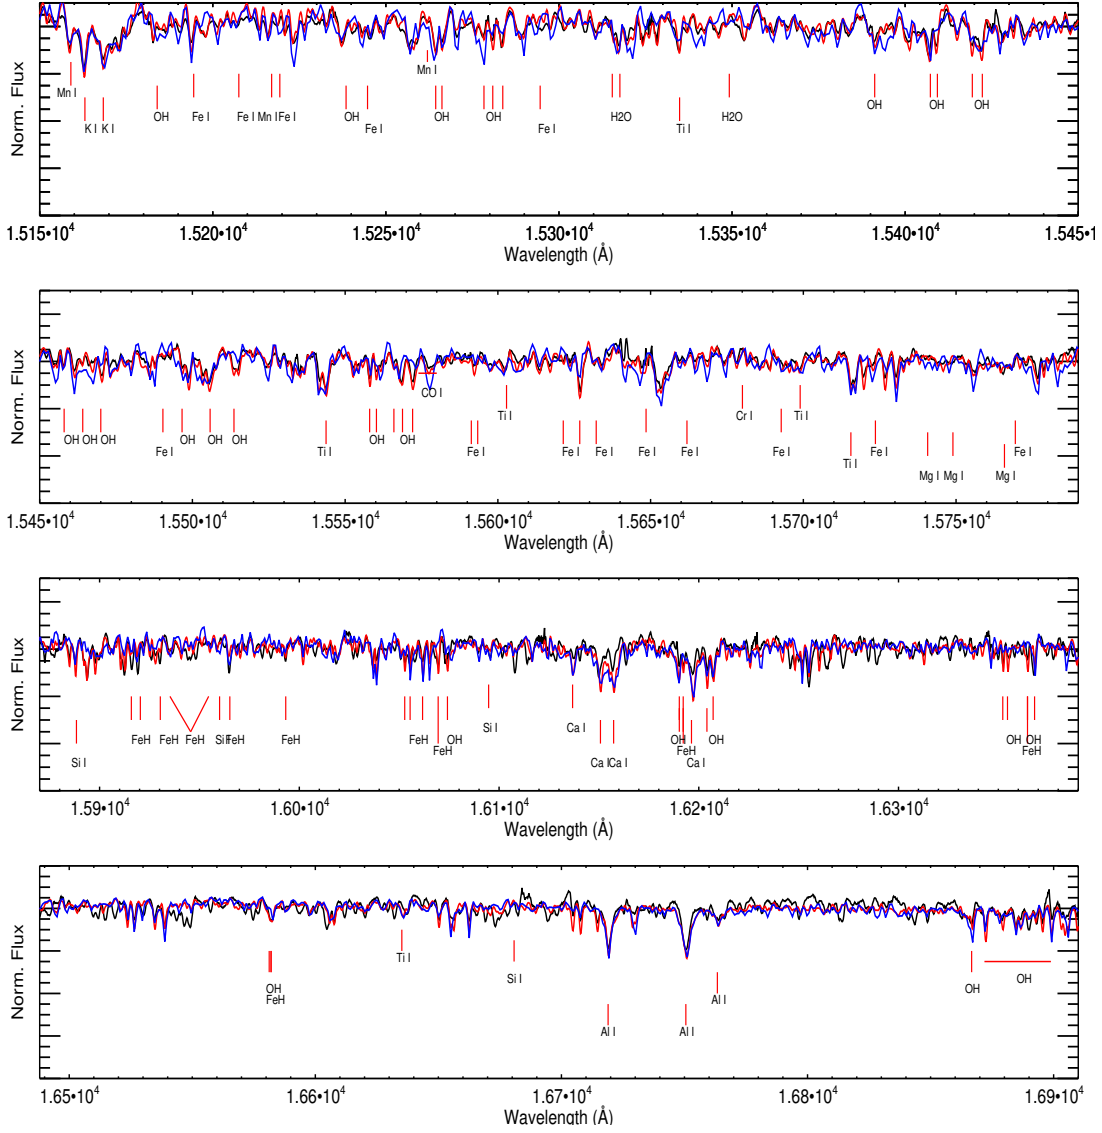 Norm. Flux
Mn I
Mn I
OH Fe I Fe I Mn I Fe I OH OH OH H2O H2O OH OH OH
K I K I Fe I Fe I Ti I
1.515•10⁴ 1.520•10⁴ 1.525•10⁴ 1.530•10⁴ 1.535•10⁴ 1.540•10⁴ 1.545•1
Wavelength (Å)
Norm. Flux
CO I
Ti I Cr I Ti I
OH OH OH Fe I OH OH OH Ti I OH OH Fe I Fe I Fe I Fe I Fe I Fe I Fe I Fe I
Ti I Mg I Mg I Mg I
1.545•10⁴ 1.550•10⁴ 1.555•10⁴ 1.560•10⁴ 1.565•10⁴ 1.570•10⁴ 1.575•10⁴
Wavelength (Å)
Norm. Flux
Si I Ca I
FeH FeH FeH FeH FeH FeH OH OH OH OH OH
FeH FeH FeH
Si I Ca I Ca I Ca I
1.59•10⁴ 1.60•10⁴ 1.61•10⁴ 1.62•10⁴ 1.63•10⁴
Wavelength (Å)
Norm. Flux
Ti I
Si I OH OH
OH
FeH Al I
Al I Al I
1.65•10⁴ 1.66•10⁴ 1.67•10⁴ 1.68•10⁴ 1.69•10⁴
Wavelength (Å)